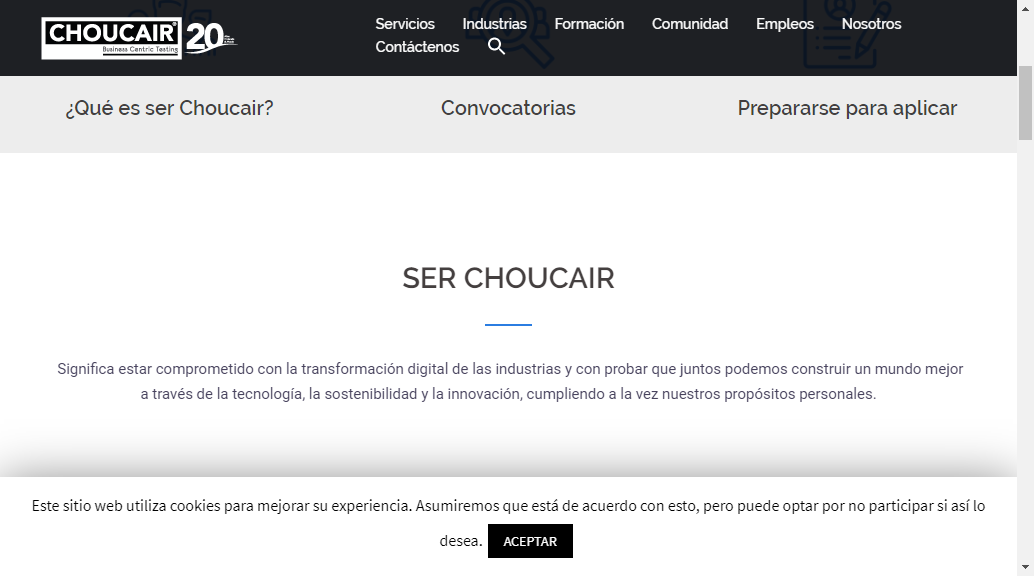 CHOUCAIR®
Business Centric Testing
20
Servicios Industrias Formación Comunidad Empleos Nosotros
Contáctenos
¿Qué es ser Choucair? Convocatorias Prepararse para aplicar
SER CHOUCAIR
Significa estar comprometido con la transformación digital de las industrias y con probar que juntos podemos construir un mundo mejor
a través de la tecnología, la sostenibilidad y la innovación, cumpliendo a la vez nuestros propósitos personales.
Este sitio web utiliza cookies para mejorar su experiencia. Asumiremos que está de acuerdo con esto, pero puede optar por no participar si así lo
desea. ACEPTAR